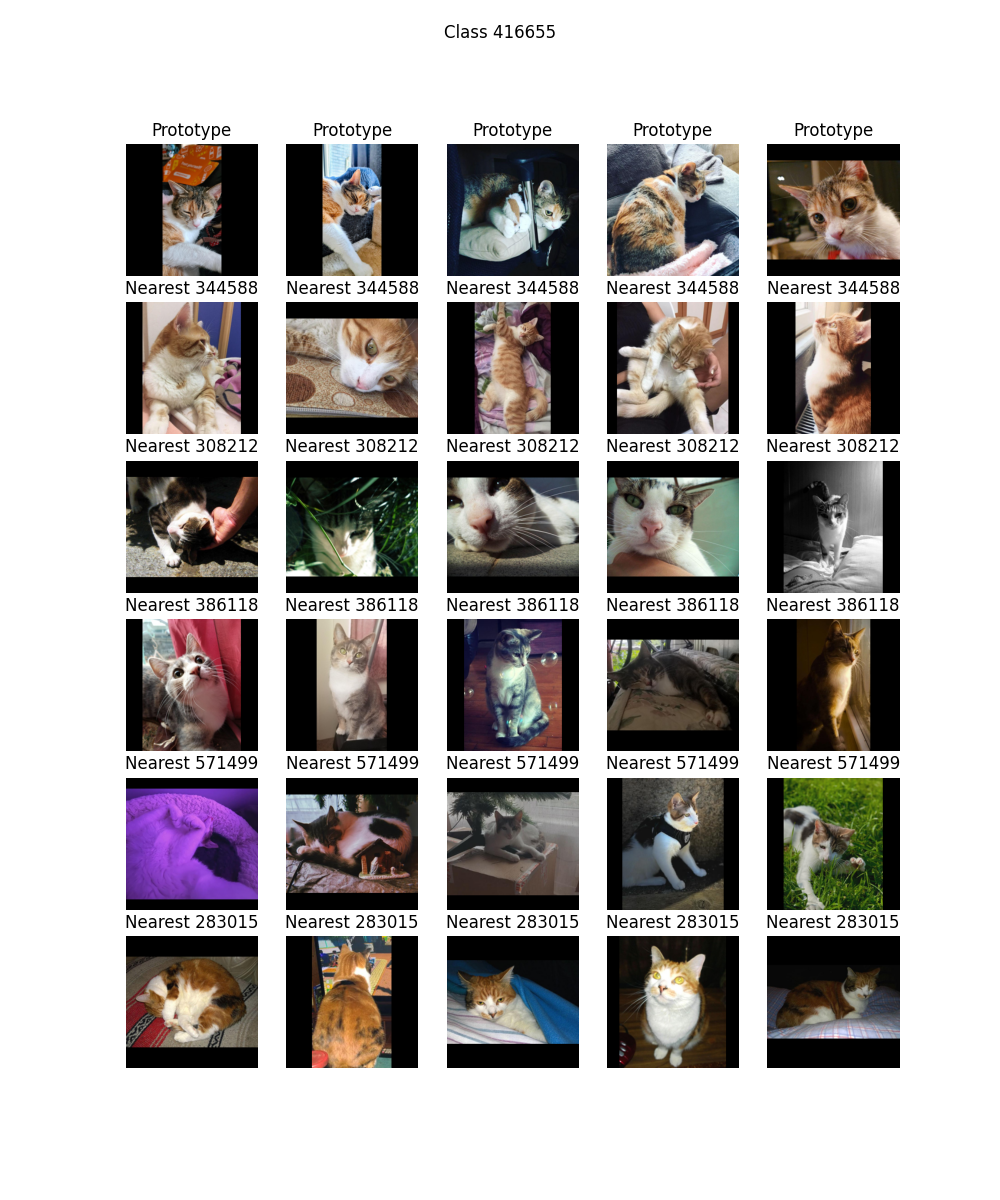 Class 416655
Prototype Prototype Prototype Prototype Prototype
Nearest 344588 Nearest 344588 Nearest 344588 Nearest 344588 Nearest 344588
Nearest 308212 Nearest 308212 Nearest 308212 Nearest 308212 Nearest 308212
Nearest 386118 Nearest 386118 Nearest 386118 Nearest 386118 Nearest 386118
Nearest 571499 Nearest 571499 Nearest 571499 Nearest 571499 Nearest 571499
Nearest 283015 Nearest 283015 Nearest 283015 Nearest 283015 Nearest 283015